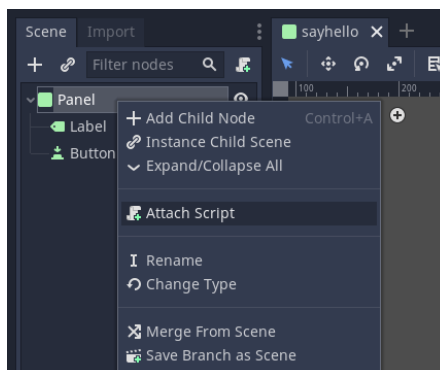 Scene Import
sayhello
Filter nodes
100
200
Panel
Label
Button
Add Child Node Control+A
Instance Child Scene
Expand/Collapse All
Attach Script
Rename
Change Type
Merge From Scene
Save Branch as Scene